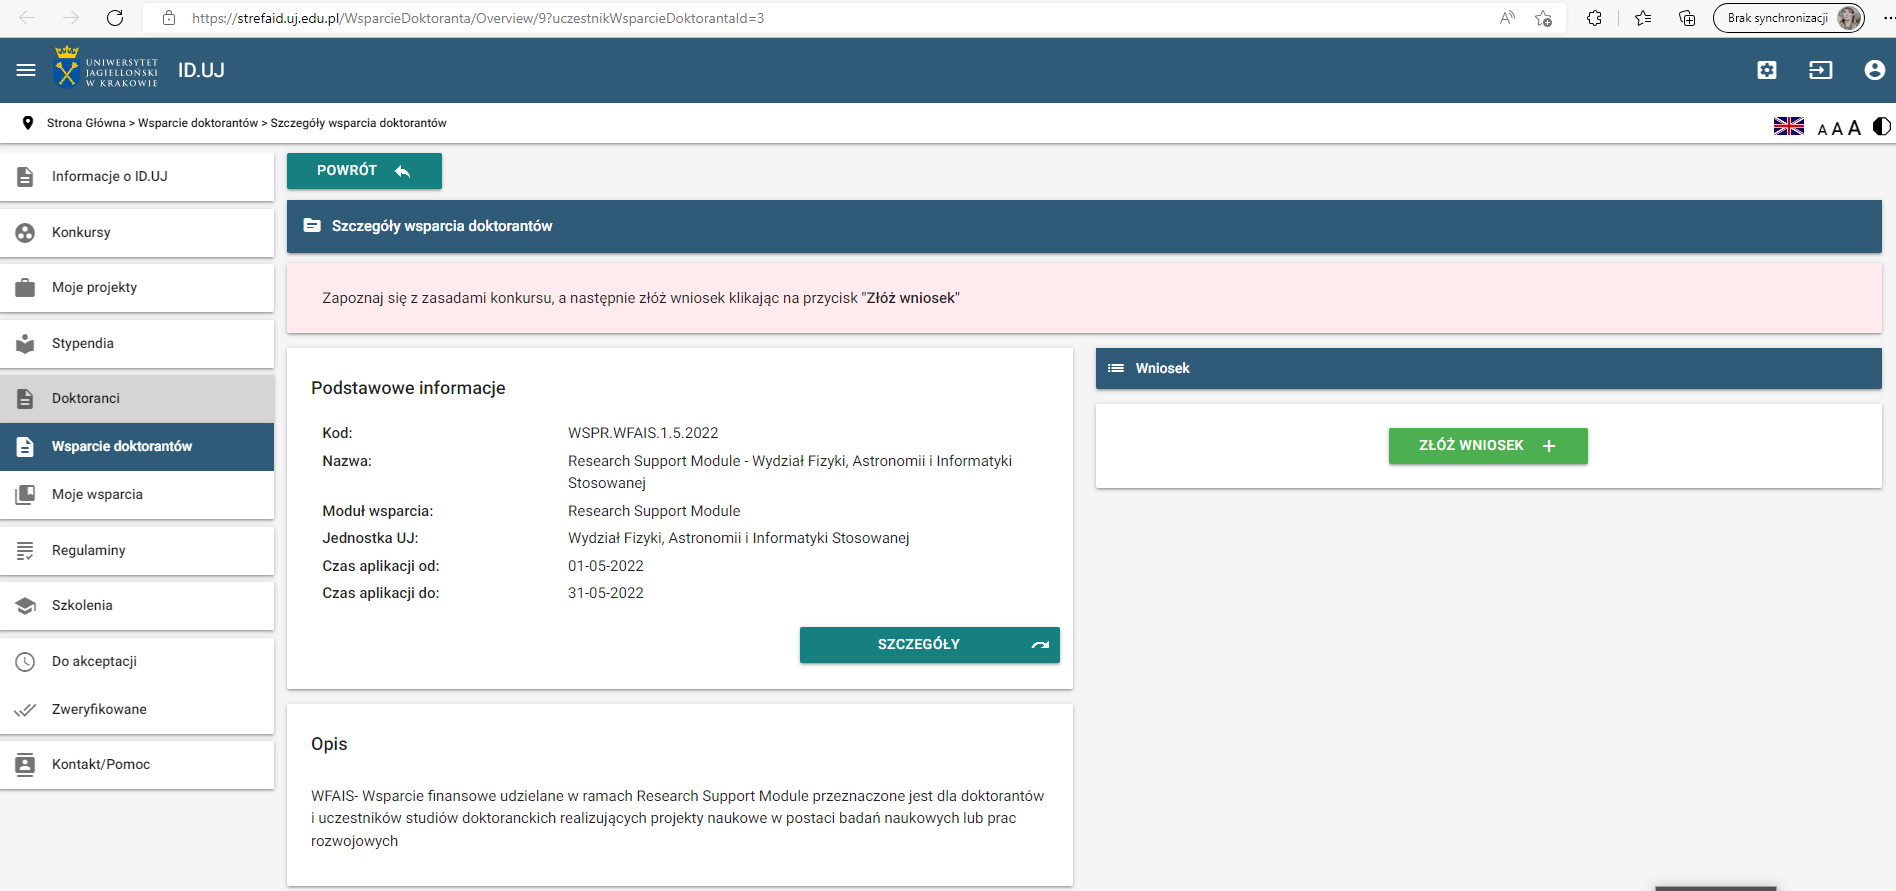 https://strefaid.uj.edu.pl/WsparcieDoktoranta/Overview/9?uczestnikWsparcieDoktorantaId=3
Brak synchronizacji
UNIWERSYTET
JAGIELLOŃSKI
W KRAKOWIE
ID.UJ
Strona Główna > Wsparcie doktorantów > Szczegóły wsparcia doktorantów
A A A
Informacje o ID.UJ
Konkursy
Moje projekty
Stypendia
Doktoranci
Wsparcie doktorantów
Moje wsparcia
Regulaminy
Szkolenia
Do akceptacji
Zweryfikowane
Kontakt/Pomoc
POWRÓT
Szczegóły wsparcia doktorantów
Zapoznaj się z zasadami konkursu, a następnie złóż wniosek klikając na przycisk "Złóż wniosek"
Podstawowe informacje
Kod: WSPR.WFAIS.1.5.2022
Nazwa: Research Support Module - Wydział Fizyki, Astronomii i Informatyki
Stosowanej
Moduł wsparcia: Research Support Module
Jednostka UJ: Wydział Fizyki, Astronomii i Informatyki Stosowanej
Czas aplikacji od: 01-05-2022
Czas aplikacji do: 31-05-2022
SZCZEGÓŁY
Opis
WFAIS- Wsparcie finansowe udzielane w ramach Research Support Module przeznaczone jest dla doktorantów
i uczestników studiów doktoranckich realizujących projekty naukowe w postaci badań naukowych lub prac
rozwojowych
Wniosek
ZŁÓŻ WNIOSEK +